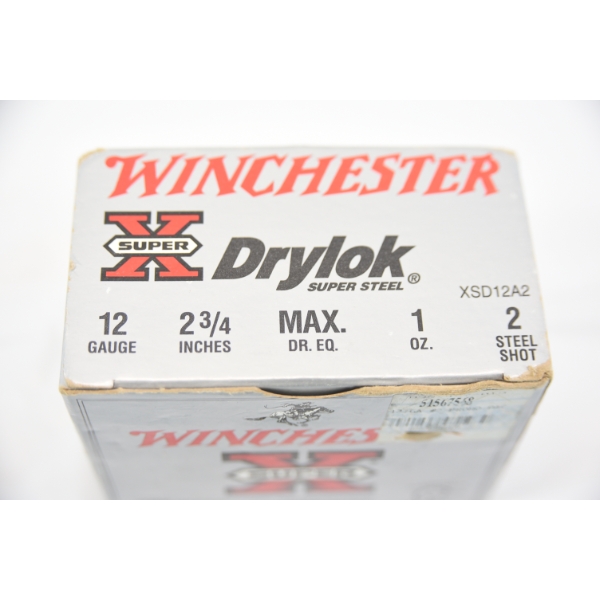 WINCHESTER
X
SUPER
Drylok®
SUPER STEEL
XSD12A2
12 2 3/4 MAX. 1 2
GAUGE INCHES DR. EQ. OZ. STEEL SHOT
WINCHES
X
SUPER